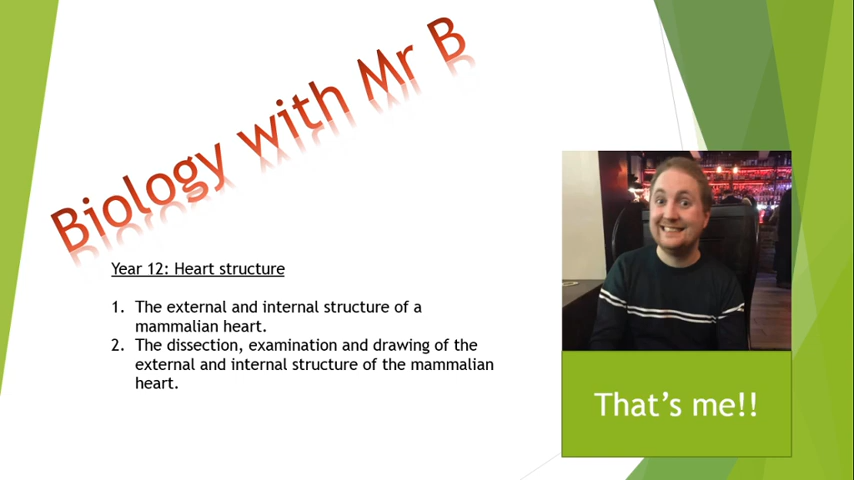 Biology with Mr B
Year 12: Heart structure
1. The external and internal structure of a
mammalian heart.
2. The dissection, examination and drawing of the
external and internal structure of the mammalian
heart.
That's me!!